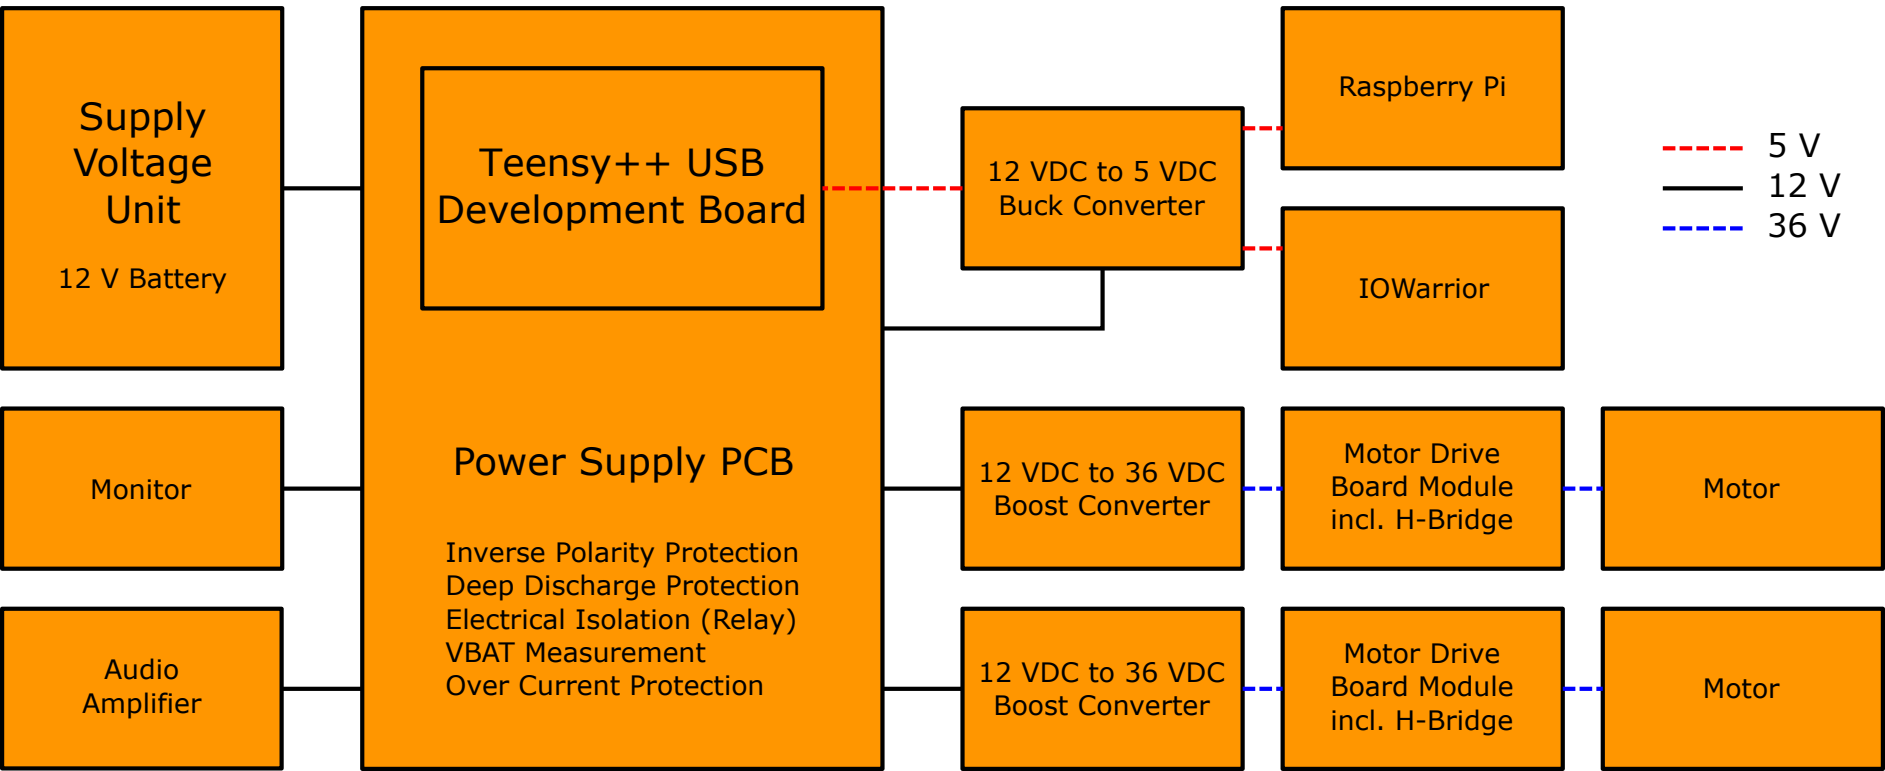 Supply
Voltage
Unit
12 V Battery
Monitor
Audio
Amplifier
Teensy++ USB
Development Board
Power Supply PCB
Inverse Polarity Protection
Deep Discharge Protection
Electrical Isolation (Relay)
VBAT Measurement
Over Current Protection
12 VDC to 5 VDC
Buck Converter
Raspberry Pi
IOWarrior
5 V
12 V
36 V
12 VDC to 36 VDC
Boost Converter
Motor Drive
Board Module
incl. H-Bridge
Motor
12 VDC to 36 VDC
Boost Converter
Motor Drive
Board Module
incl. H-Bridge
Motor